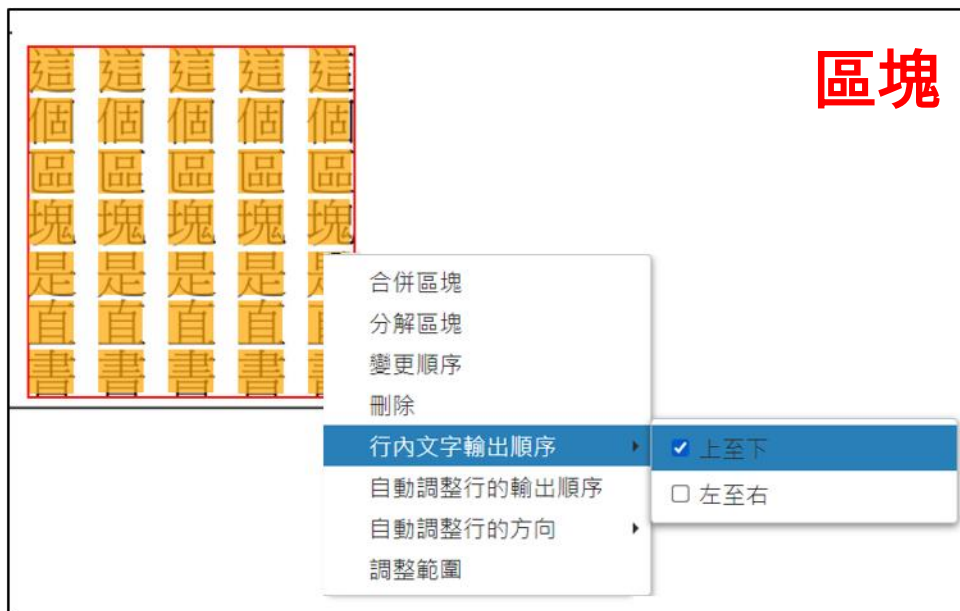 區塊
這個區塊是直書
這個區塊是直書
這個區塊是直書
這個區塊是直書
這個區塊是直書
合併區塊
分解區塊
變更順序
刪除
行內文字輸出順序
上至下
左至右
自動調整行的輸出順序
自動調整行的方向
調整範圍